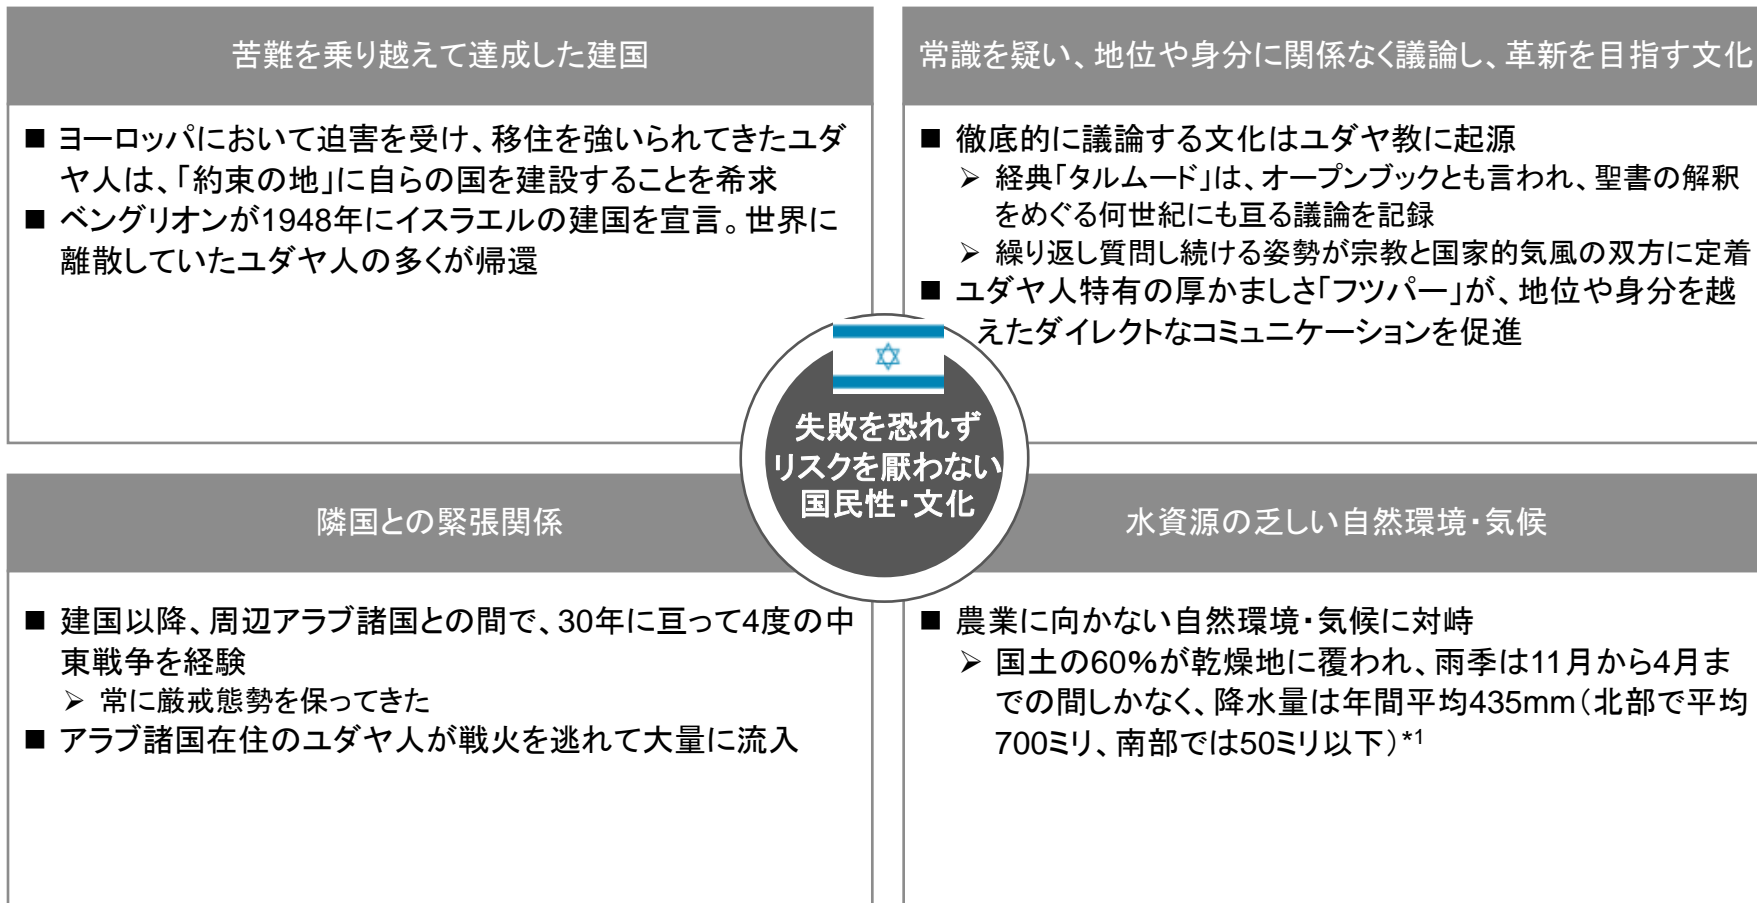 苦難を乗り越えて達成した建国
■ ヨーロッパにおいて迫害を受け、移住を強いられてきたユダ
ヤ人は、「約束の地」に自らの国を建設することを希求
■ ベングリオンが1948年にイスラエルの建国を宣言。世界に
離散していたユダヤ人の多くが帰還
常識を疑い、地位や身分に関係なく議論し、革新を目指す文化
■ 徹底的に議論する文化はユダヤ教に起源
➢ 経典「タルムード」は、オープンブックとも言われ、聖書の解釈
をめぐる何世紀にも亘る議論を記録
➢ 繰り返し質問し続ける姿勢が宗教と国家的気風の双方に定着
■ ユダヤ人特有の厚かましさ「フツパー」が、地位や身分を越
えたダイレクトなコミュニケーションを促進
失敗を恐れず
リスクを厭わない
国民性・文化
隣国との緊張関係
■ 建国以降、周辺アラブ諸国との間で、30年に亘って4度の中
東戦争を経験
➢ 常に厳戒態勢を保ってきた
■ アラブ諸国在住のユダヤ人が戦火を逃れて大量に流入
水資源の乏しい自然環境・気候
■ 農業に向かない自然環境・気候に対峙
➢ 国土の60%が乾燥地に覆われ、雨季は11月から4月ま
での間しかなく、降水量は年間平均435mm（北部で平均
700ミリ、南部では50ミリ以下）*1